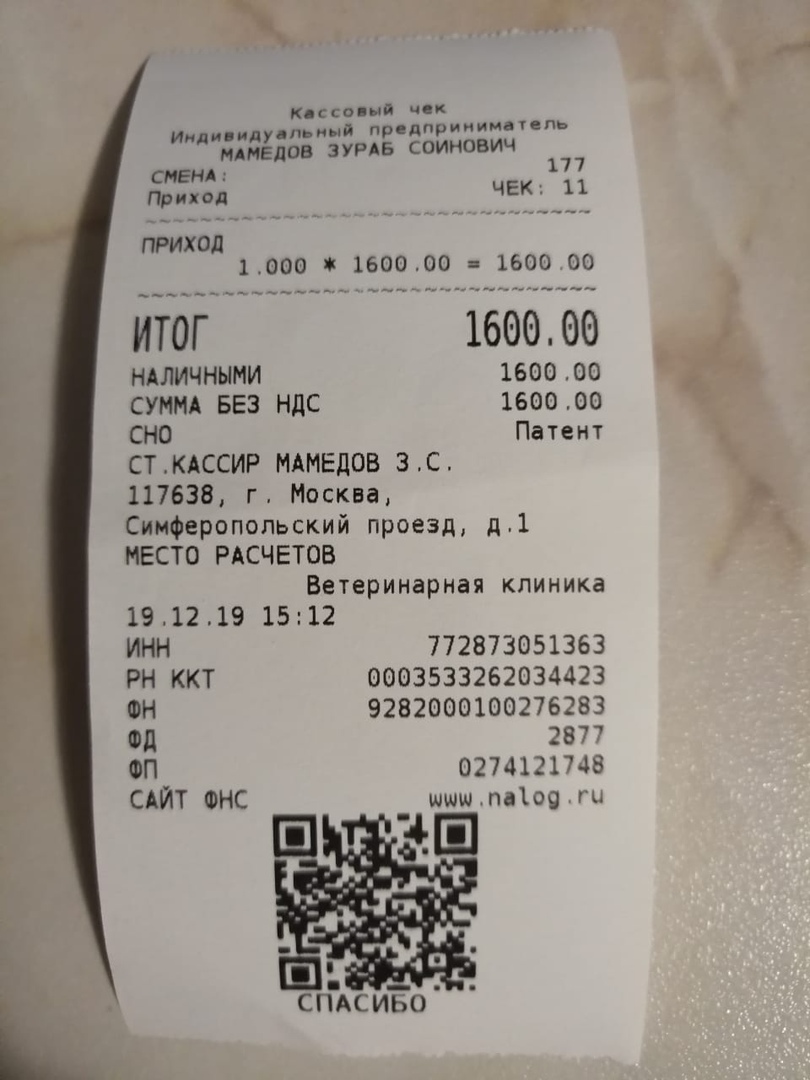 Кассовый чек
Индивидуальный предприниматель
МАМЕДОВ ЗУРАБ СОИНОВИЧ
СМЕНА: 177
Приход ЧЕК: 11
~~~~~~~~~~~~~~~~~~~~~~~~~~~~~~~~
ПРИХОД
1.000 * 1600.00 = 1600.00
~~~~~~~~~~~~~~~~~~~~~~~~~~~~~~~~
ИТОГ 1600.00
НАЛИЧНЫМИ 1600.00
СУММА БЕЗ НДС 1600.00
СНО Патент
СТ.КАССИР МАМЕДОВ З.С.
117638, г. Москва,
Симферопольский проезд, д.1
МЕСТО РАСЧЕТОВ
Ветеринарная клиника
19.12.19 15:12
ИНН 772873051363
РН ККТ 0003533262034423
ФН 9282000100276283
ФД 2877
ФП 0274121748
САЙТ ФНС www.nalog.ru
СПАСИБО